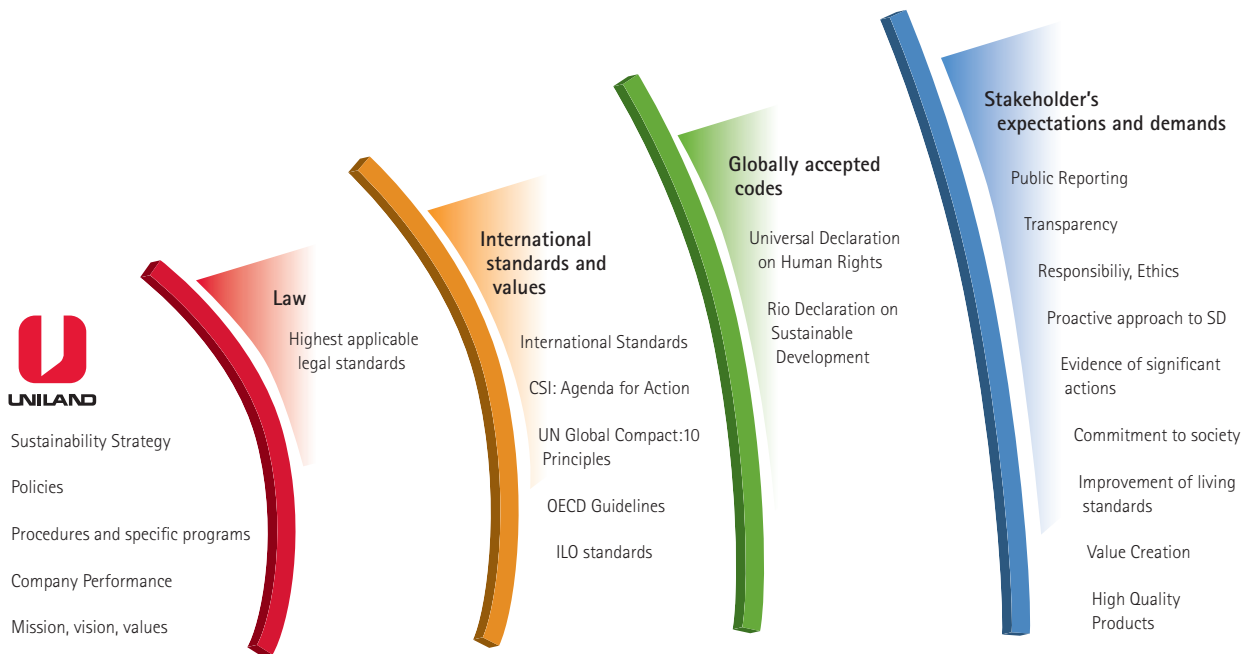 UNILAND
Sustainability Strategy
Policies
Procedures and specific programs
Company Performance
Mission, vision, values
Law
Highest applicable
legal standards
International
standards and
values
International Standards
CSI: Agenda for Action
UN Global Compact:10
Principles
OECD Guidelines
ILO standards
Globally accepted
codes
Universal Declaration
on Human Rights
Rio Declaration on
Sustainable
Development
Stakeholder's
expectations and demands
Public Reporting
Transparency
Responsibiliy, Ethics
Proactive approach to SD
Evidence of significant
actions
Commitment to society
Improvement of living
standards
Value Creation
High Quality
Products